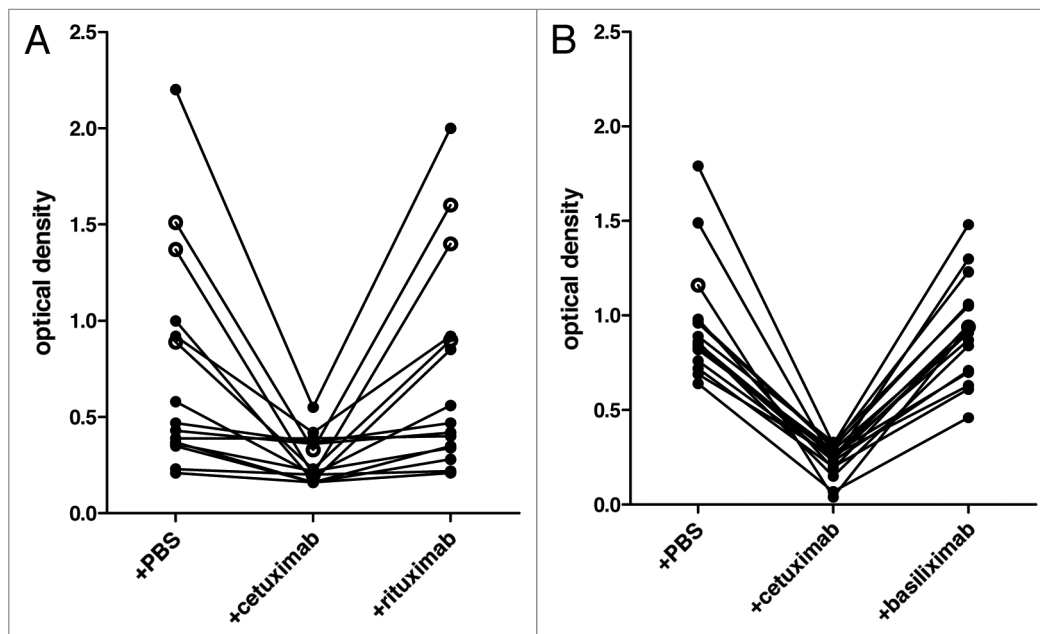 A
optical density
2.5
2.0
1.5
1.0
0.5
0.0
+PBS
+cetuximab
+rituximab
B
optical density
2.5
2.0
1.5
1.0
0.5
0.0
+PBS
+cetuximab
+basiliximab